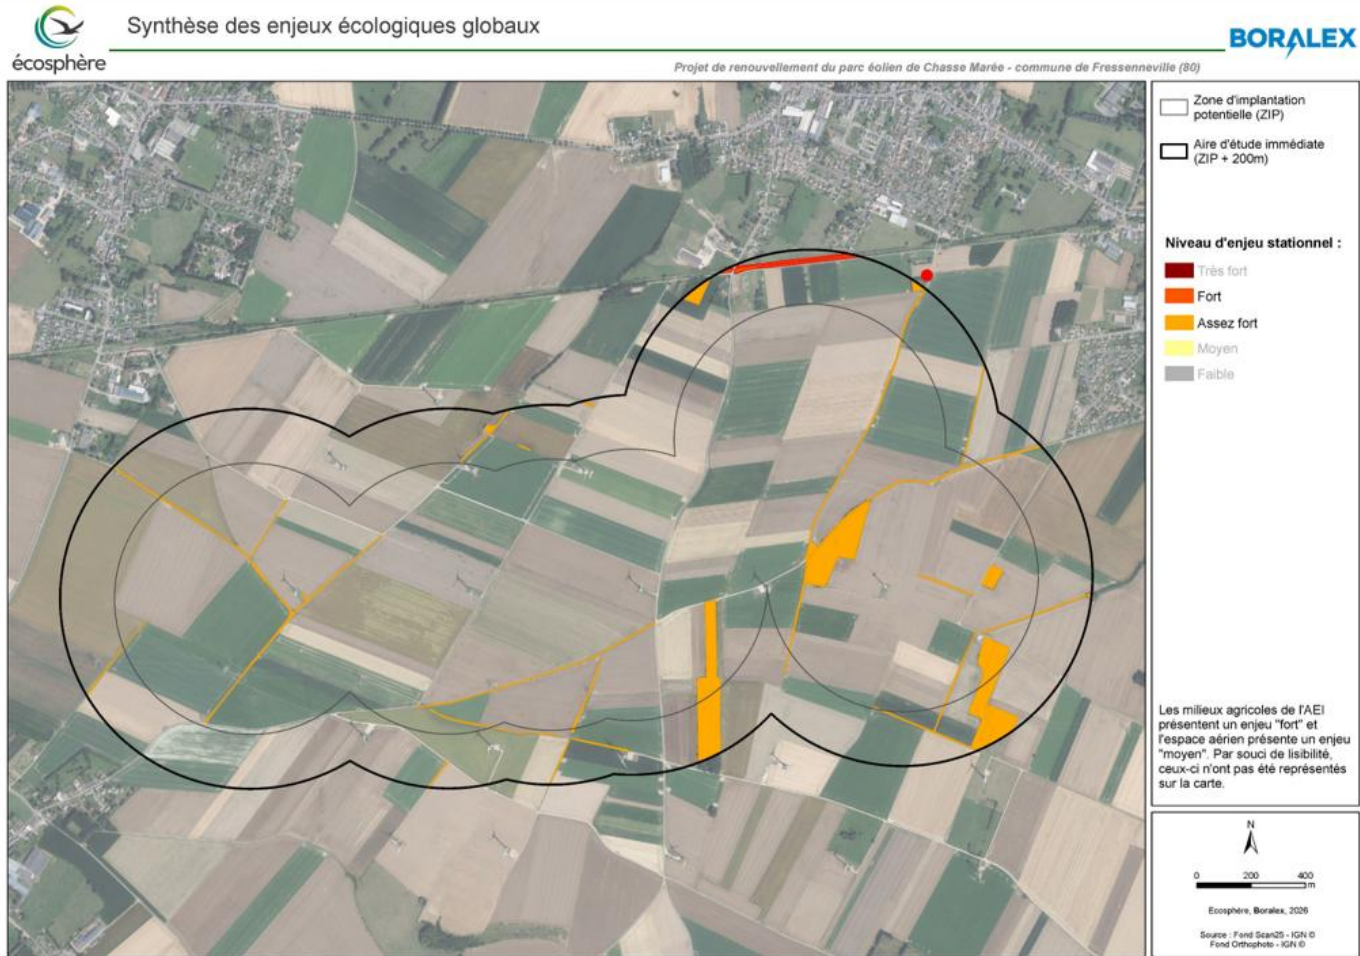 Synthèse des enjeux écologiques globaux
écosphère
BORALEX
Projet de renouvellement du parc éolien de Chasse Marée - commune de Fressenneville (80)
Zone d'implantation
potentielle (ZIP)
Aire d'étude immédiate
(ZIP + 200m)
Niveau d'enjeu stationnel :
Très fort
Fort
Assez fort
Moyen
Faible
Les milieux agricoles de l'AEI
présentent un enjeu "fort" et
l'espace aérien présente un enjeu
"moyen". Par souci de lisibilité,
ceux-ci n'ont pas été représentés
sur la carte.
N
0 200 400
m
Ecosphère, Boralex, 2026
Source : Fond Scan25 - IGN ©
Fond Orthophoto - IGN ©